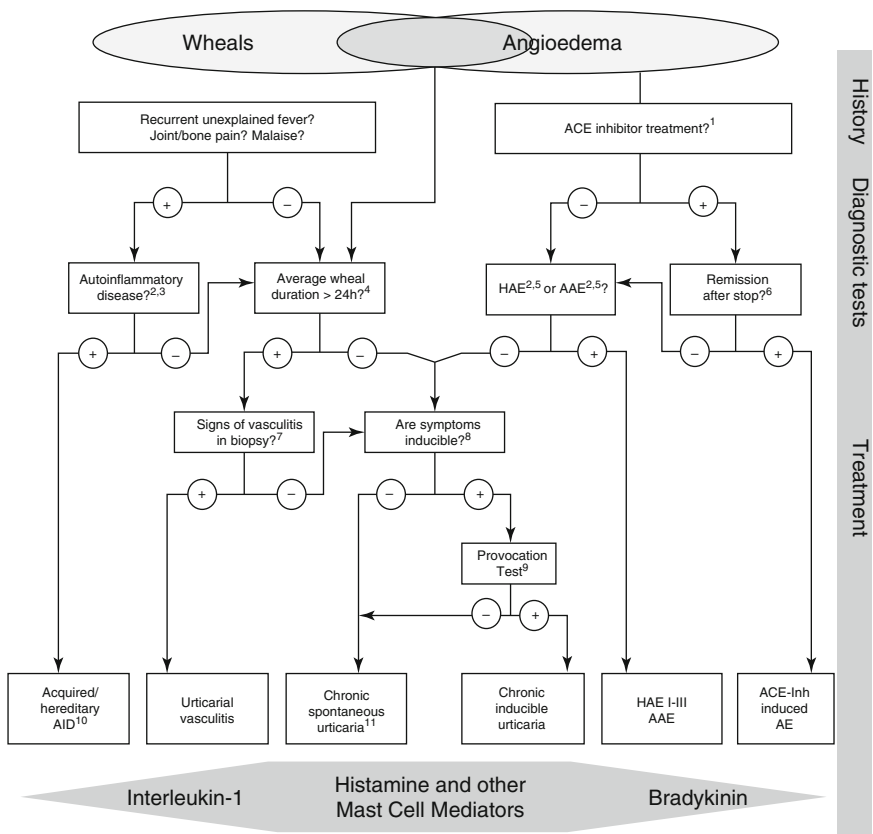 Wheals
Angioedema
Recurrent unexplained fever?
Joint/bone pain? Malaise?
ACE inhibitor treatment?1
+
−
−
+
Autoinflammatory
disease?2,3
Average wheal
duration > 24h?4
HAE2,5 or AAE2,5?
Remission
after stop?6
+
−
+
−
−
+
−
+
Signs of vasculitis
in biopsy?7
Are symptoms
inducible?8
+
−
−
+
Provocation
Test9
−
+
Acquired/
hereditary
AID10
Urticarial
vasculitis
Chronic
spontaneous
urticaria11
Chronic
inducible
urticaria
HAE I-III
AAE
ACE-Inh
induced
AE
Interleukin-1
Histamine and other
Mast Cell Mediators
Bradykinin
History
Diagnostic tests
Treatment